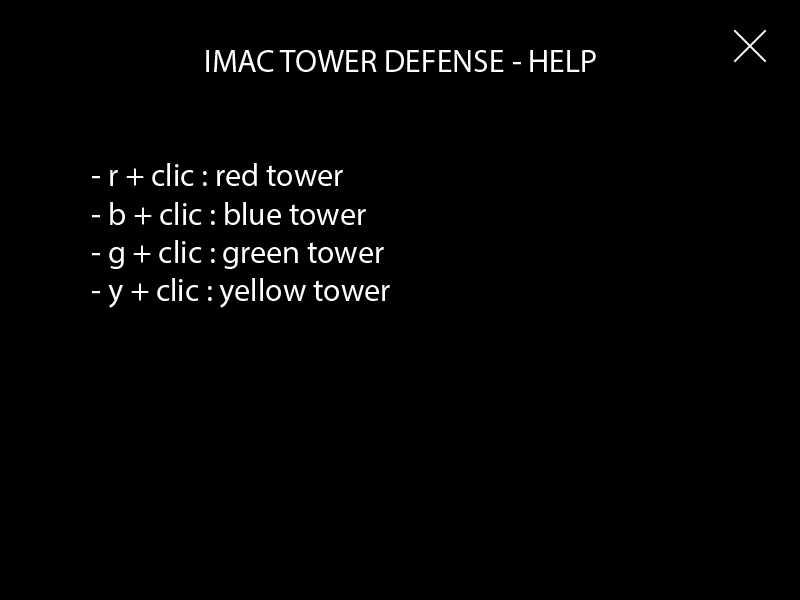 IMAC TOWER DEFENSE - HELP
- r + clic : red tower
- b + clic : blue tower
- g + clic : green tower
- y + clic : yellow tower